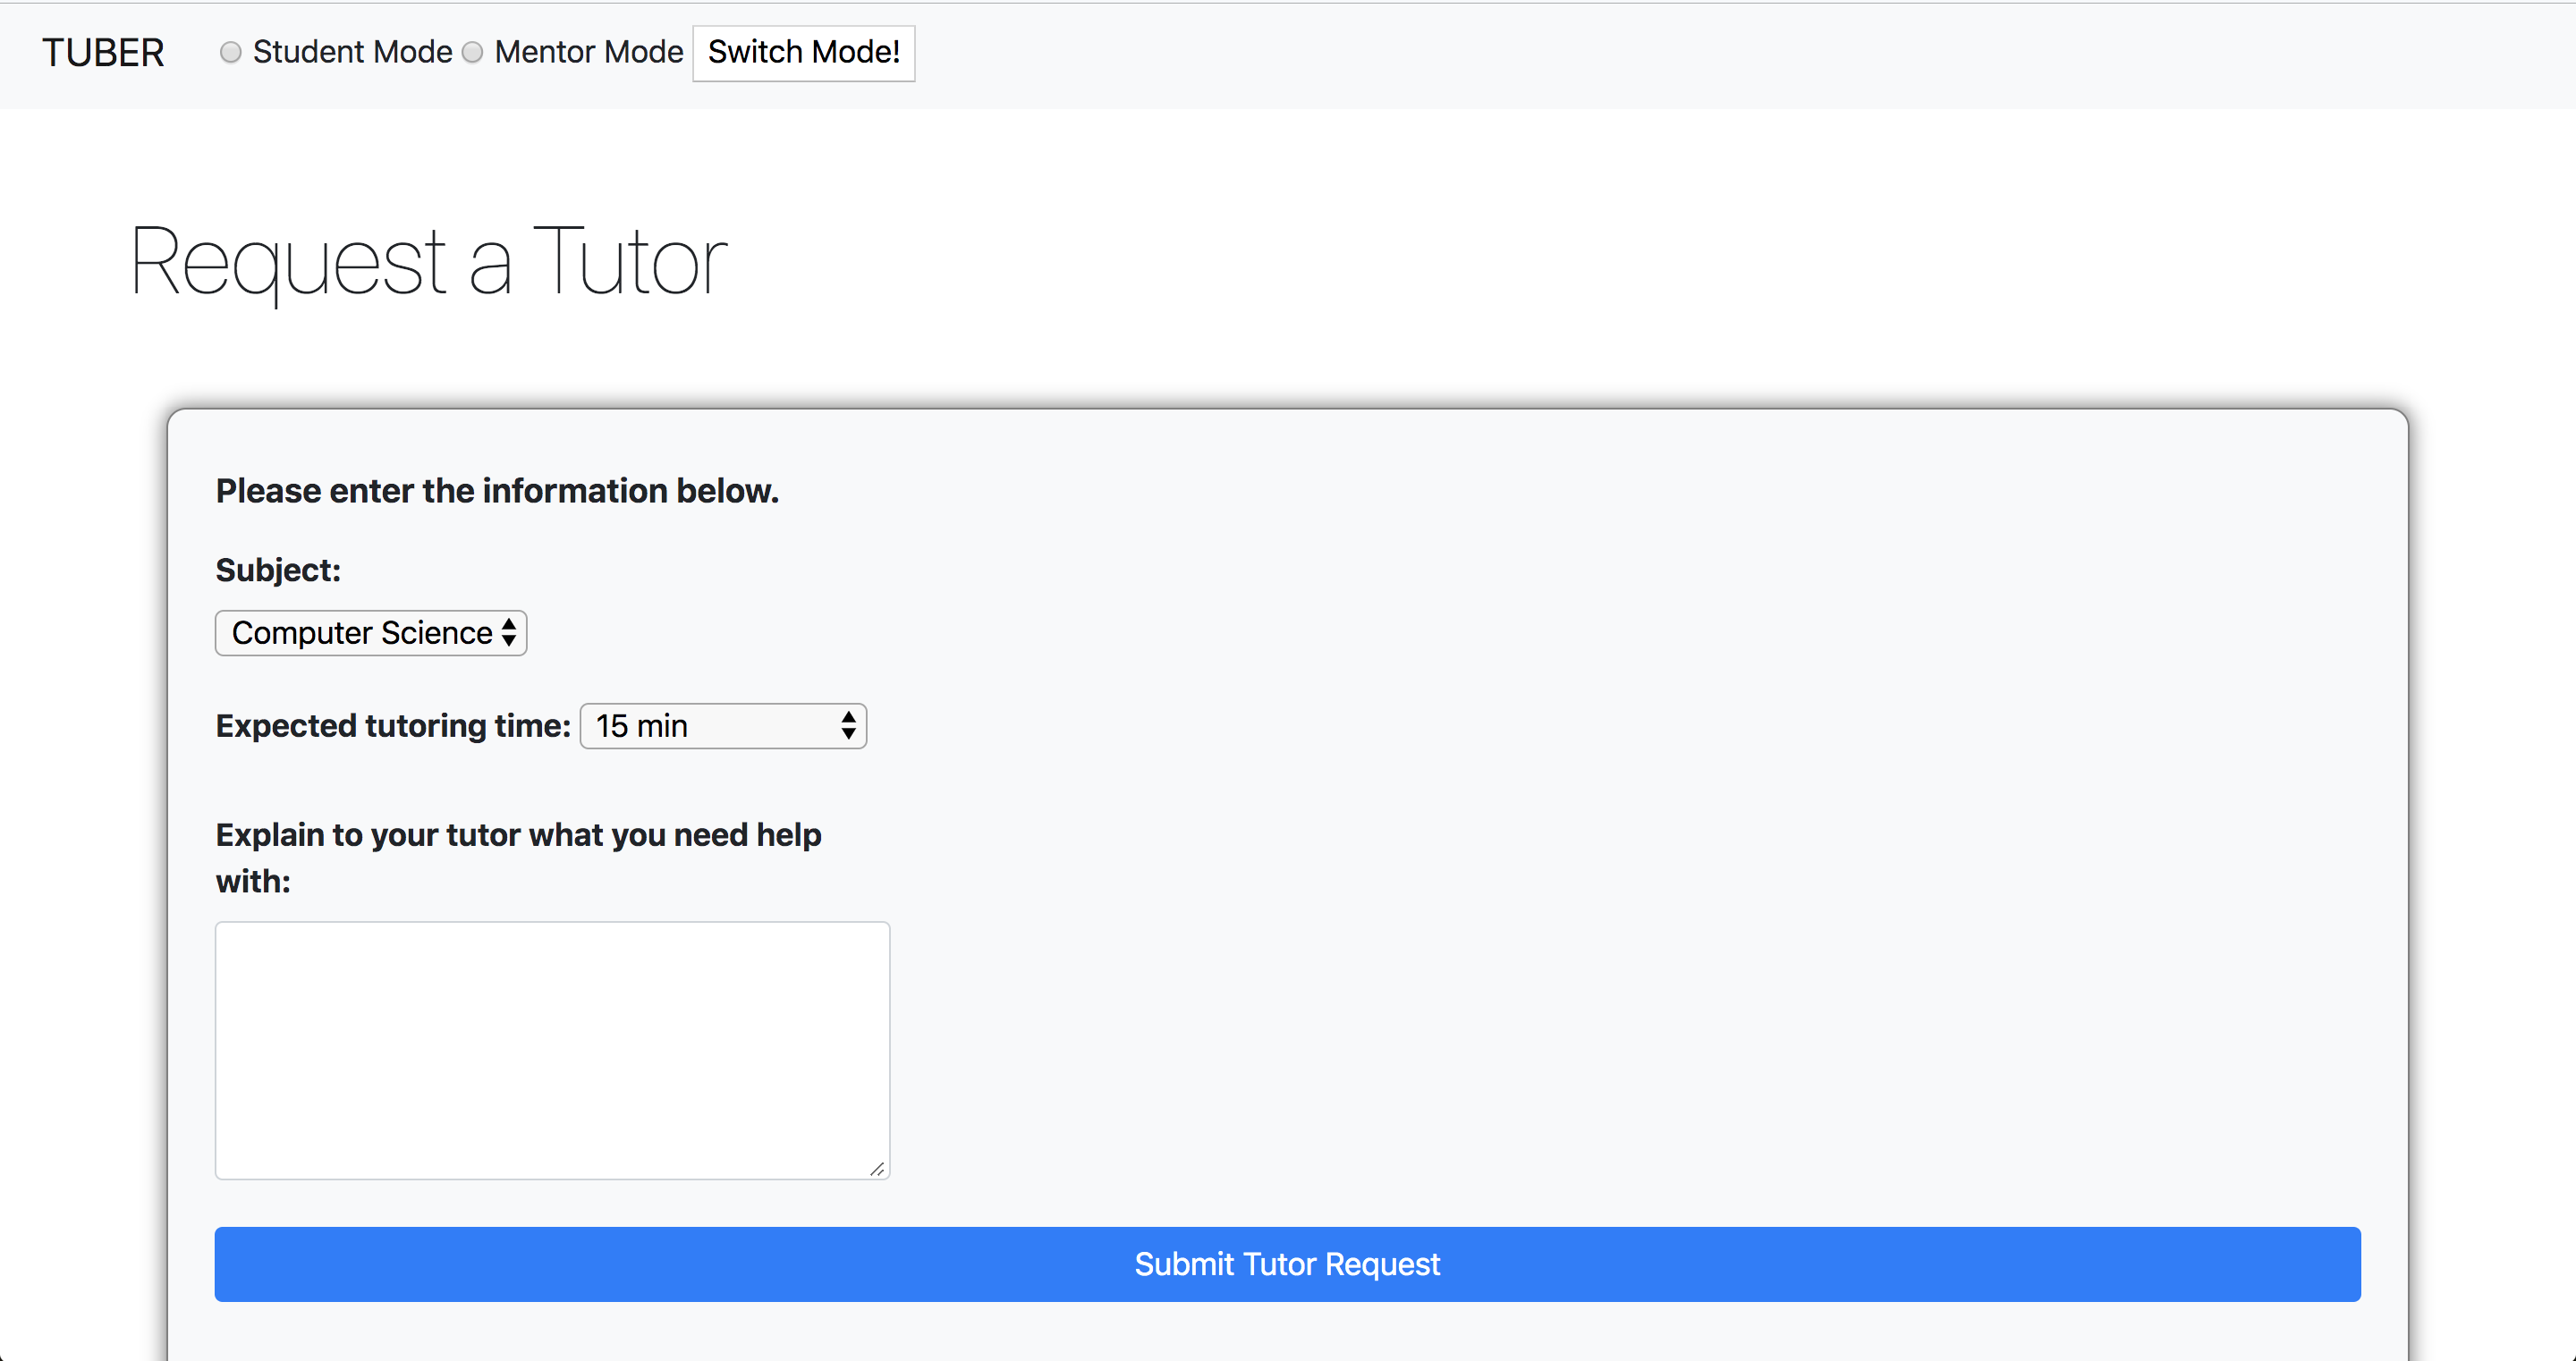 TUBER Student Mode Mentor Mode Switch Mode!
Request a Tutor
Please enter the information below.
Subject:
Computer Science
Expected tutoring time: 15 min
Explain to your tutor what you need help
with:
Submit Tutor Request